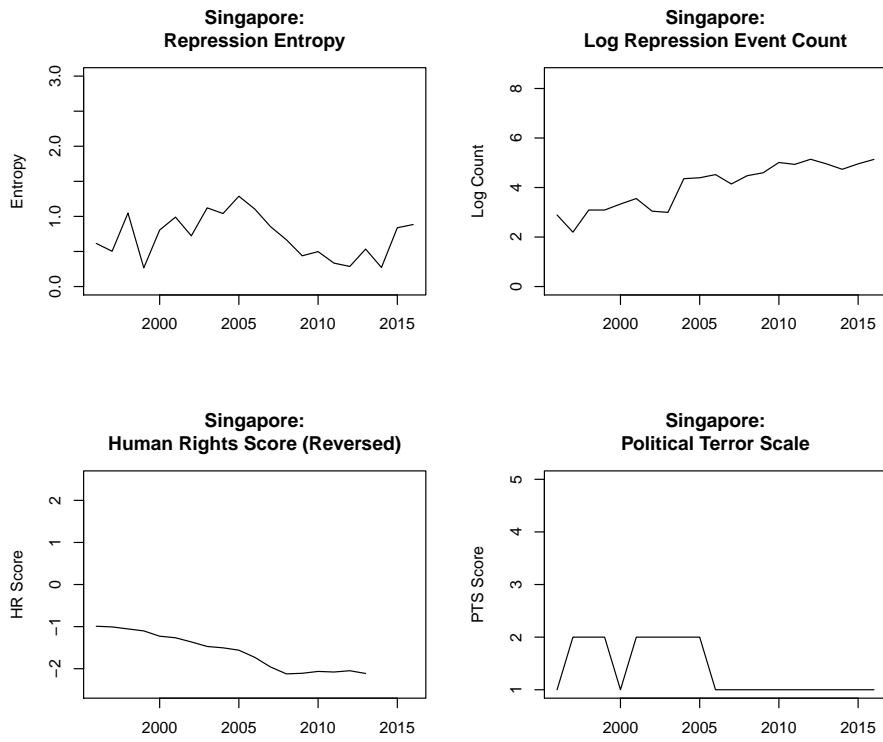 Singapore:
Repression Entropy
Entropy
0.0
1.0
2.0
3.0
2000
2005
2010
2015
Singapore:
Log Repression Event Count
Log Count
0
2
4
6
8
2000
2005
2010
2015
Singapore:
Human Rights Score (Reversed)
HR Score
−2
−1
0
1
2
2000
2005
2010
2015
Singapore:
Political Terror Scale
PTS Score
1
2
3
4
5
2000
2005
2010
2015